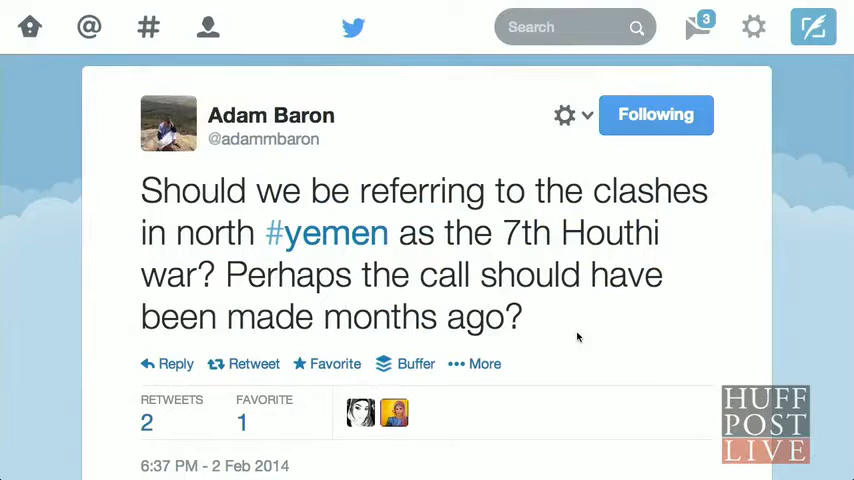 Search
3
Adam Baron
@adammbaron
Following
Should we be referring to the clashes
in north #yemen as the 7th Houthi
war? Perhaps the call should have
been made months ago?
Reply Retweet Favorite Buffer More
RETWEETS FAVORITE
2 1
6:37 PM - 2 Feb 2014
HUFF
POST
LIVE